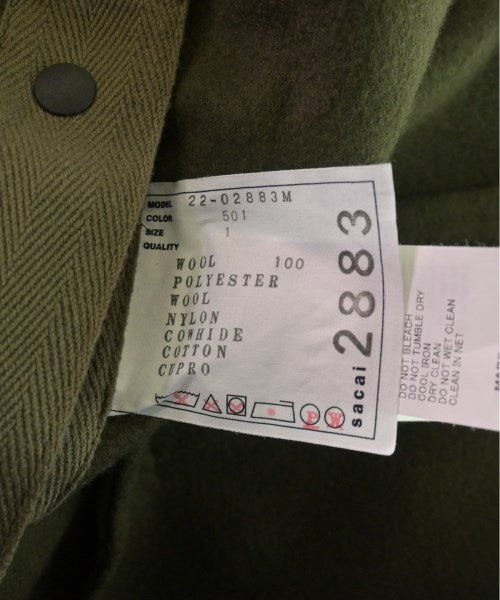 MODEL 22-02883M
COLOR 501
SIZE 1
QUALITY
WOOL 100
POLYESTER
WOOL
NYLON
COWHIDE
COTTON
CUPRO
P W
sacai 2883
DO NOT BLEACH
DO NOT TUMBLE DRY
COOL IRON
DRY CLEAN
DO NOT WET CLEAN
CLEAN IN NET